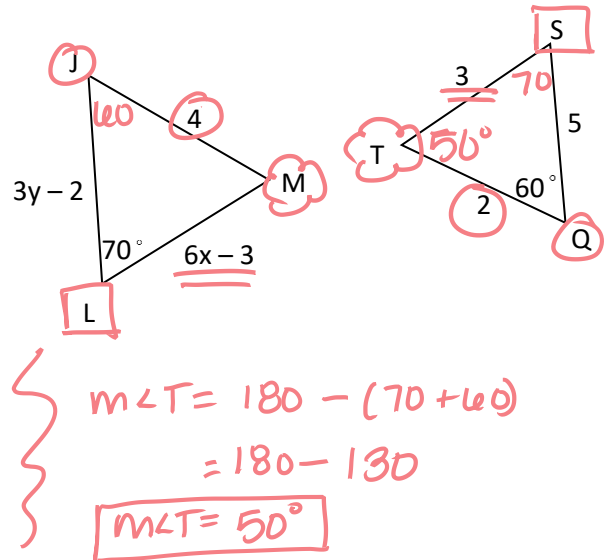 J
60
4
M
3y – 2
70°
6x – 3
L
S
3
70
5
T
50°
60°
2
Q
m∠T = 180 – (70 + 60)
= 180 – 130
m∠T = 50°